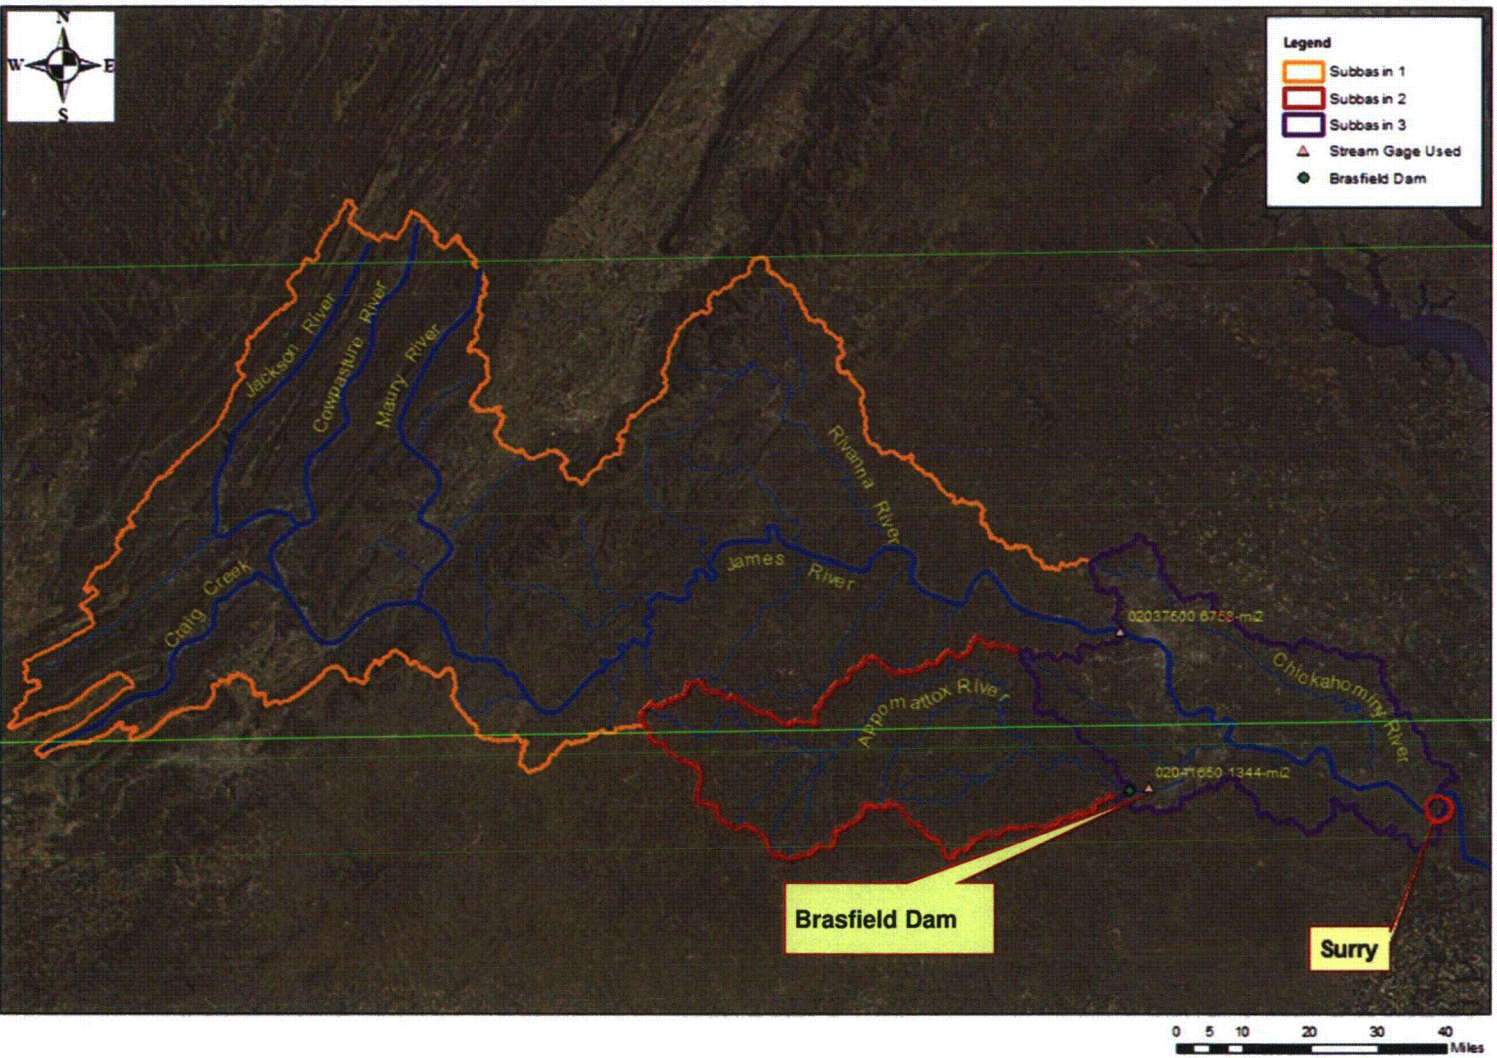 N
W E
S
Legend
Subbasin 1
Subbasin 2
Subbasin 3
Stream Gage Used
Brasfield Dam
Jackson River
Cowpasture River
Maury River
Rivanna River
Craig Creek
James River
02037500 6753-mi2
Chickahominy River
Appomattox River
02041650 1344-mi2
Brasfield Dam
Surry
0 5 10 20 30 40
Miles